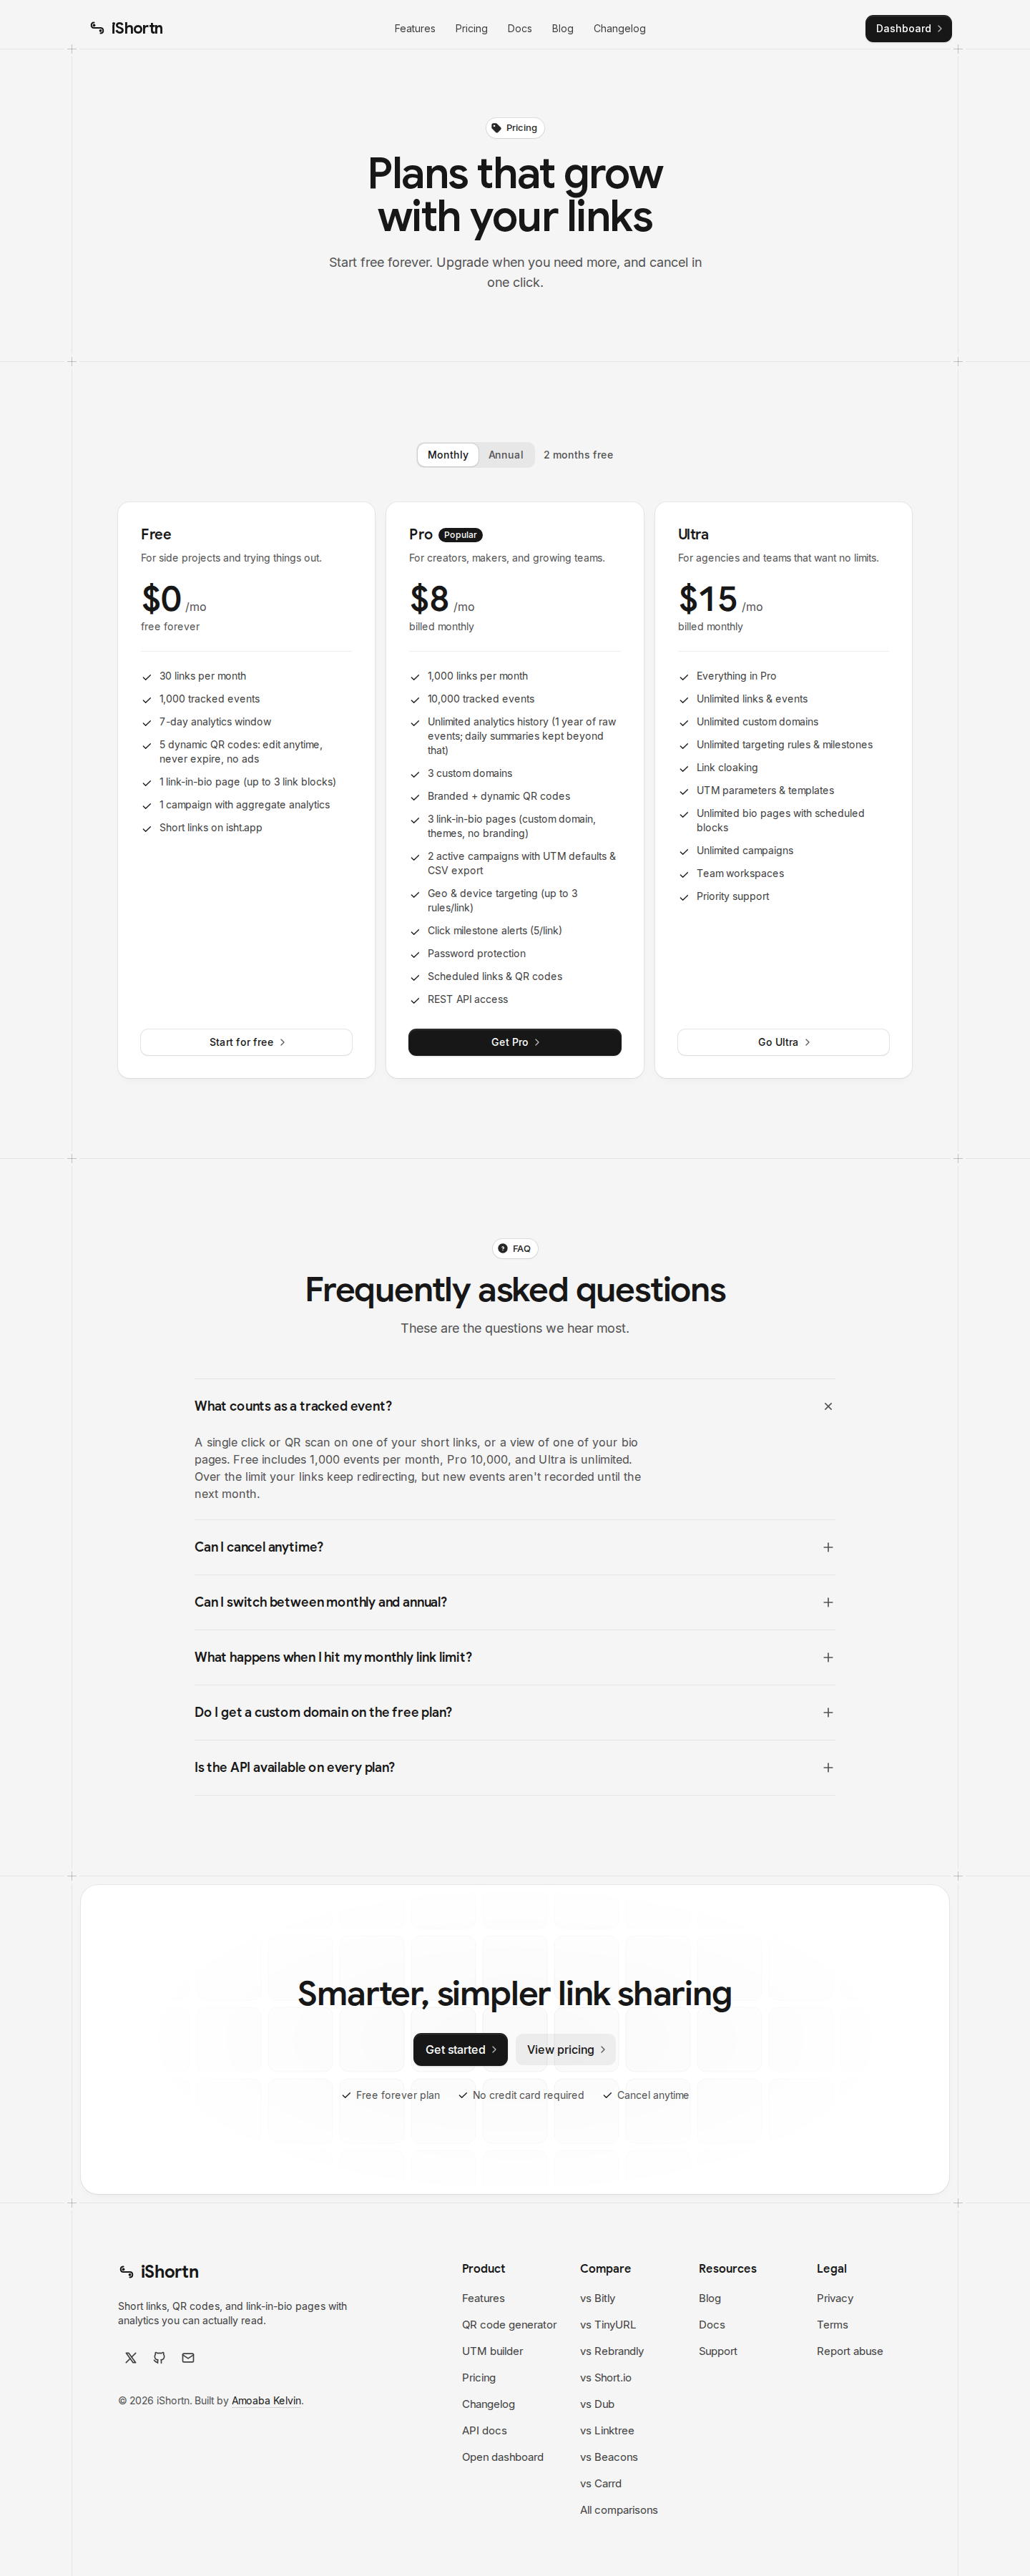 iShortn
Features
Pricing
Docs
Blog
Changelog
Dashboard
Pricing
Plans that grow
with your links
Start free forever. Upgrade when you need more, and cancel in
one click.
Monthly
Annual
2 months free
Free
For side projects and trying things out.
$0 /mo
free forever
30 links per month
1,000 tracked events
7-day analytics window
5 dynamic QR codes: edit anytime,
never expire, no ads
1 link-in-bio page (up to 3 link blocks)
1 campaign with aggregate analytics
Short links on isht.app
Start for free
Pro Popular
For creators, makers, and growing teams.
$8 /mo
billed monthly
1,000 links per month
10,000 tracked events
Unlimited analytics history (1 year of raw
events; daily summaries kept beyond
that)
3 custom domains
Branded + dynamic QR codes
3 link-in-bio pages (custom domain,
themes, no branding)
2 active campaigns with UTM defaults &
CSV export
Geo & device targeting (up to 3
rules/link)
Click milestone alerts (5/link)
Password protection
Scheduled links & QR codes
REST API access
Get Pro
Ultra
For agencies and teams that want no limits.
$15 /mo
billed monthly
Everything in Pro
Unlimited links & events
Unlimited custom domains
Unlimited targeting rules & milestones
Link cloaking
UTM parameters & templates
Unlimited bio pages with scheduled
blocks
Unlimited campaigns
Team workspaces
Priority support
Go Ultra
FAQ
Frequently asked questions
These are the questions we hear most.
What counts as a tracked event?
A single click or QR scan on one of your short links, or a view of one of your bio
pages. Free includes 1,000 events per month, Pro 10,000, and Ultra is unlimited.
Over the limit your links keep redirecting, but new events aren't recorded until the
next month.
Can I cancel anytime?
Can I switch between monthly and annual?
What happens when I hit my monthly link limit?
Do I get a custom domain on the free plan?
Is the API available on every plan?
Smarter, simpler link sharing
Get started
View pricing
Free forever plan
No credit card required
Cancel anytime
iShortn
Short links, QR codes, and link-in-bio pages with
analytics you can actually read.
© 2026 iShortn. Built by Amoaba Kelvin.
Product
Features
QR code generator
UTM builder
Pricing
Changelog
API docs
Open dashboard
Compare
vs Bitly
vs TinyURL
vs Rebrandly
vs Short.io
vs Dub
vs Linktree
vs Beacons
vs Carrd
All comparisons
Resources
Blog
Docs
Support
Legal
Privacy
Terms
Report abuse